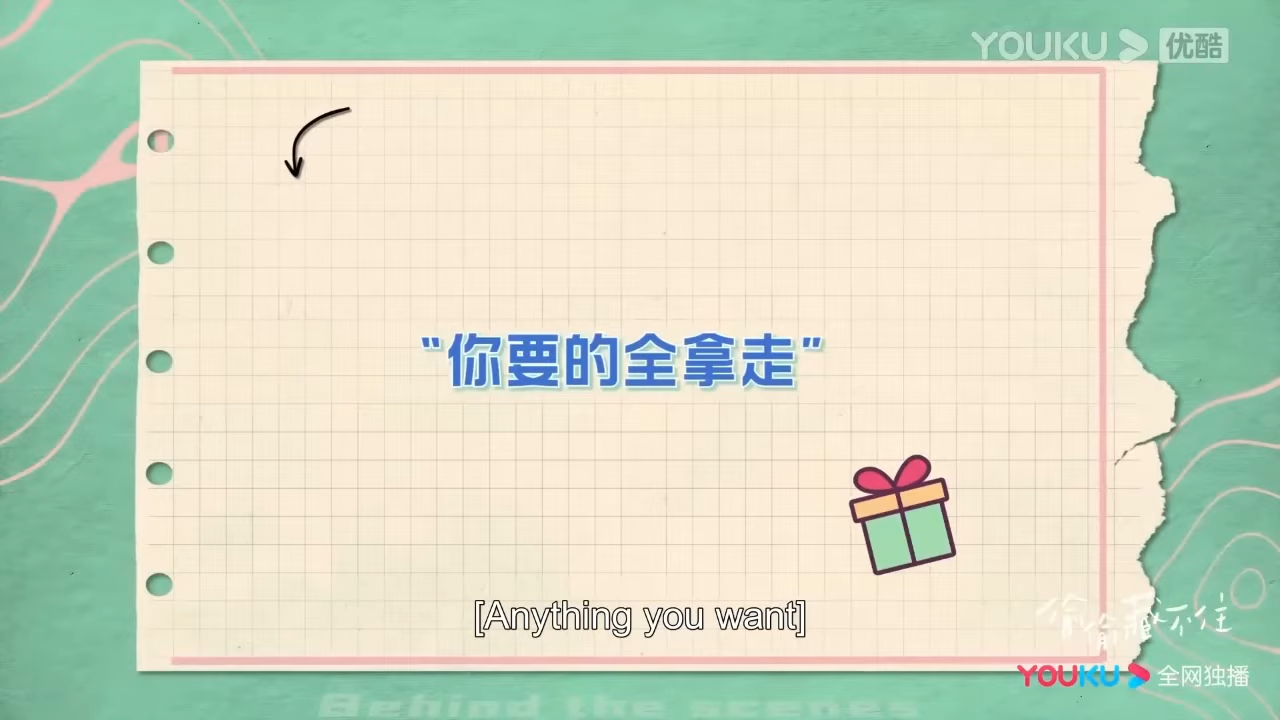 YOUKU 优酷
“你要的全拿走”
[Anything you want]
偷偷藏不住
YOUKU 全网独播
Behind the scenes